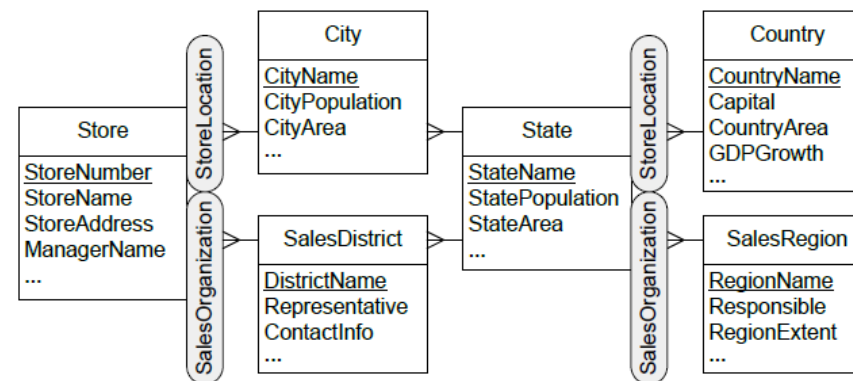 Store
StoreNumber
StoreName
StoreAddress
ManagerName
...
StoreLocation
SalesOrganization
City
CityName
CityPopulation
CityArea
...
SalesDistrict
DistrictName
Representative
ContactInfo
...
State
StateName
StatePopulation
StateArea
...
StoreLocation
SalesOrganization
Country
CountryName
Capital
CountryArea
GDPGrowth
...
SalesRegion
RegionName
Responsible
RegionExtent
...